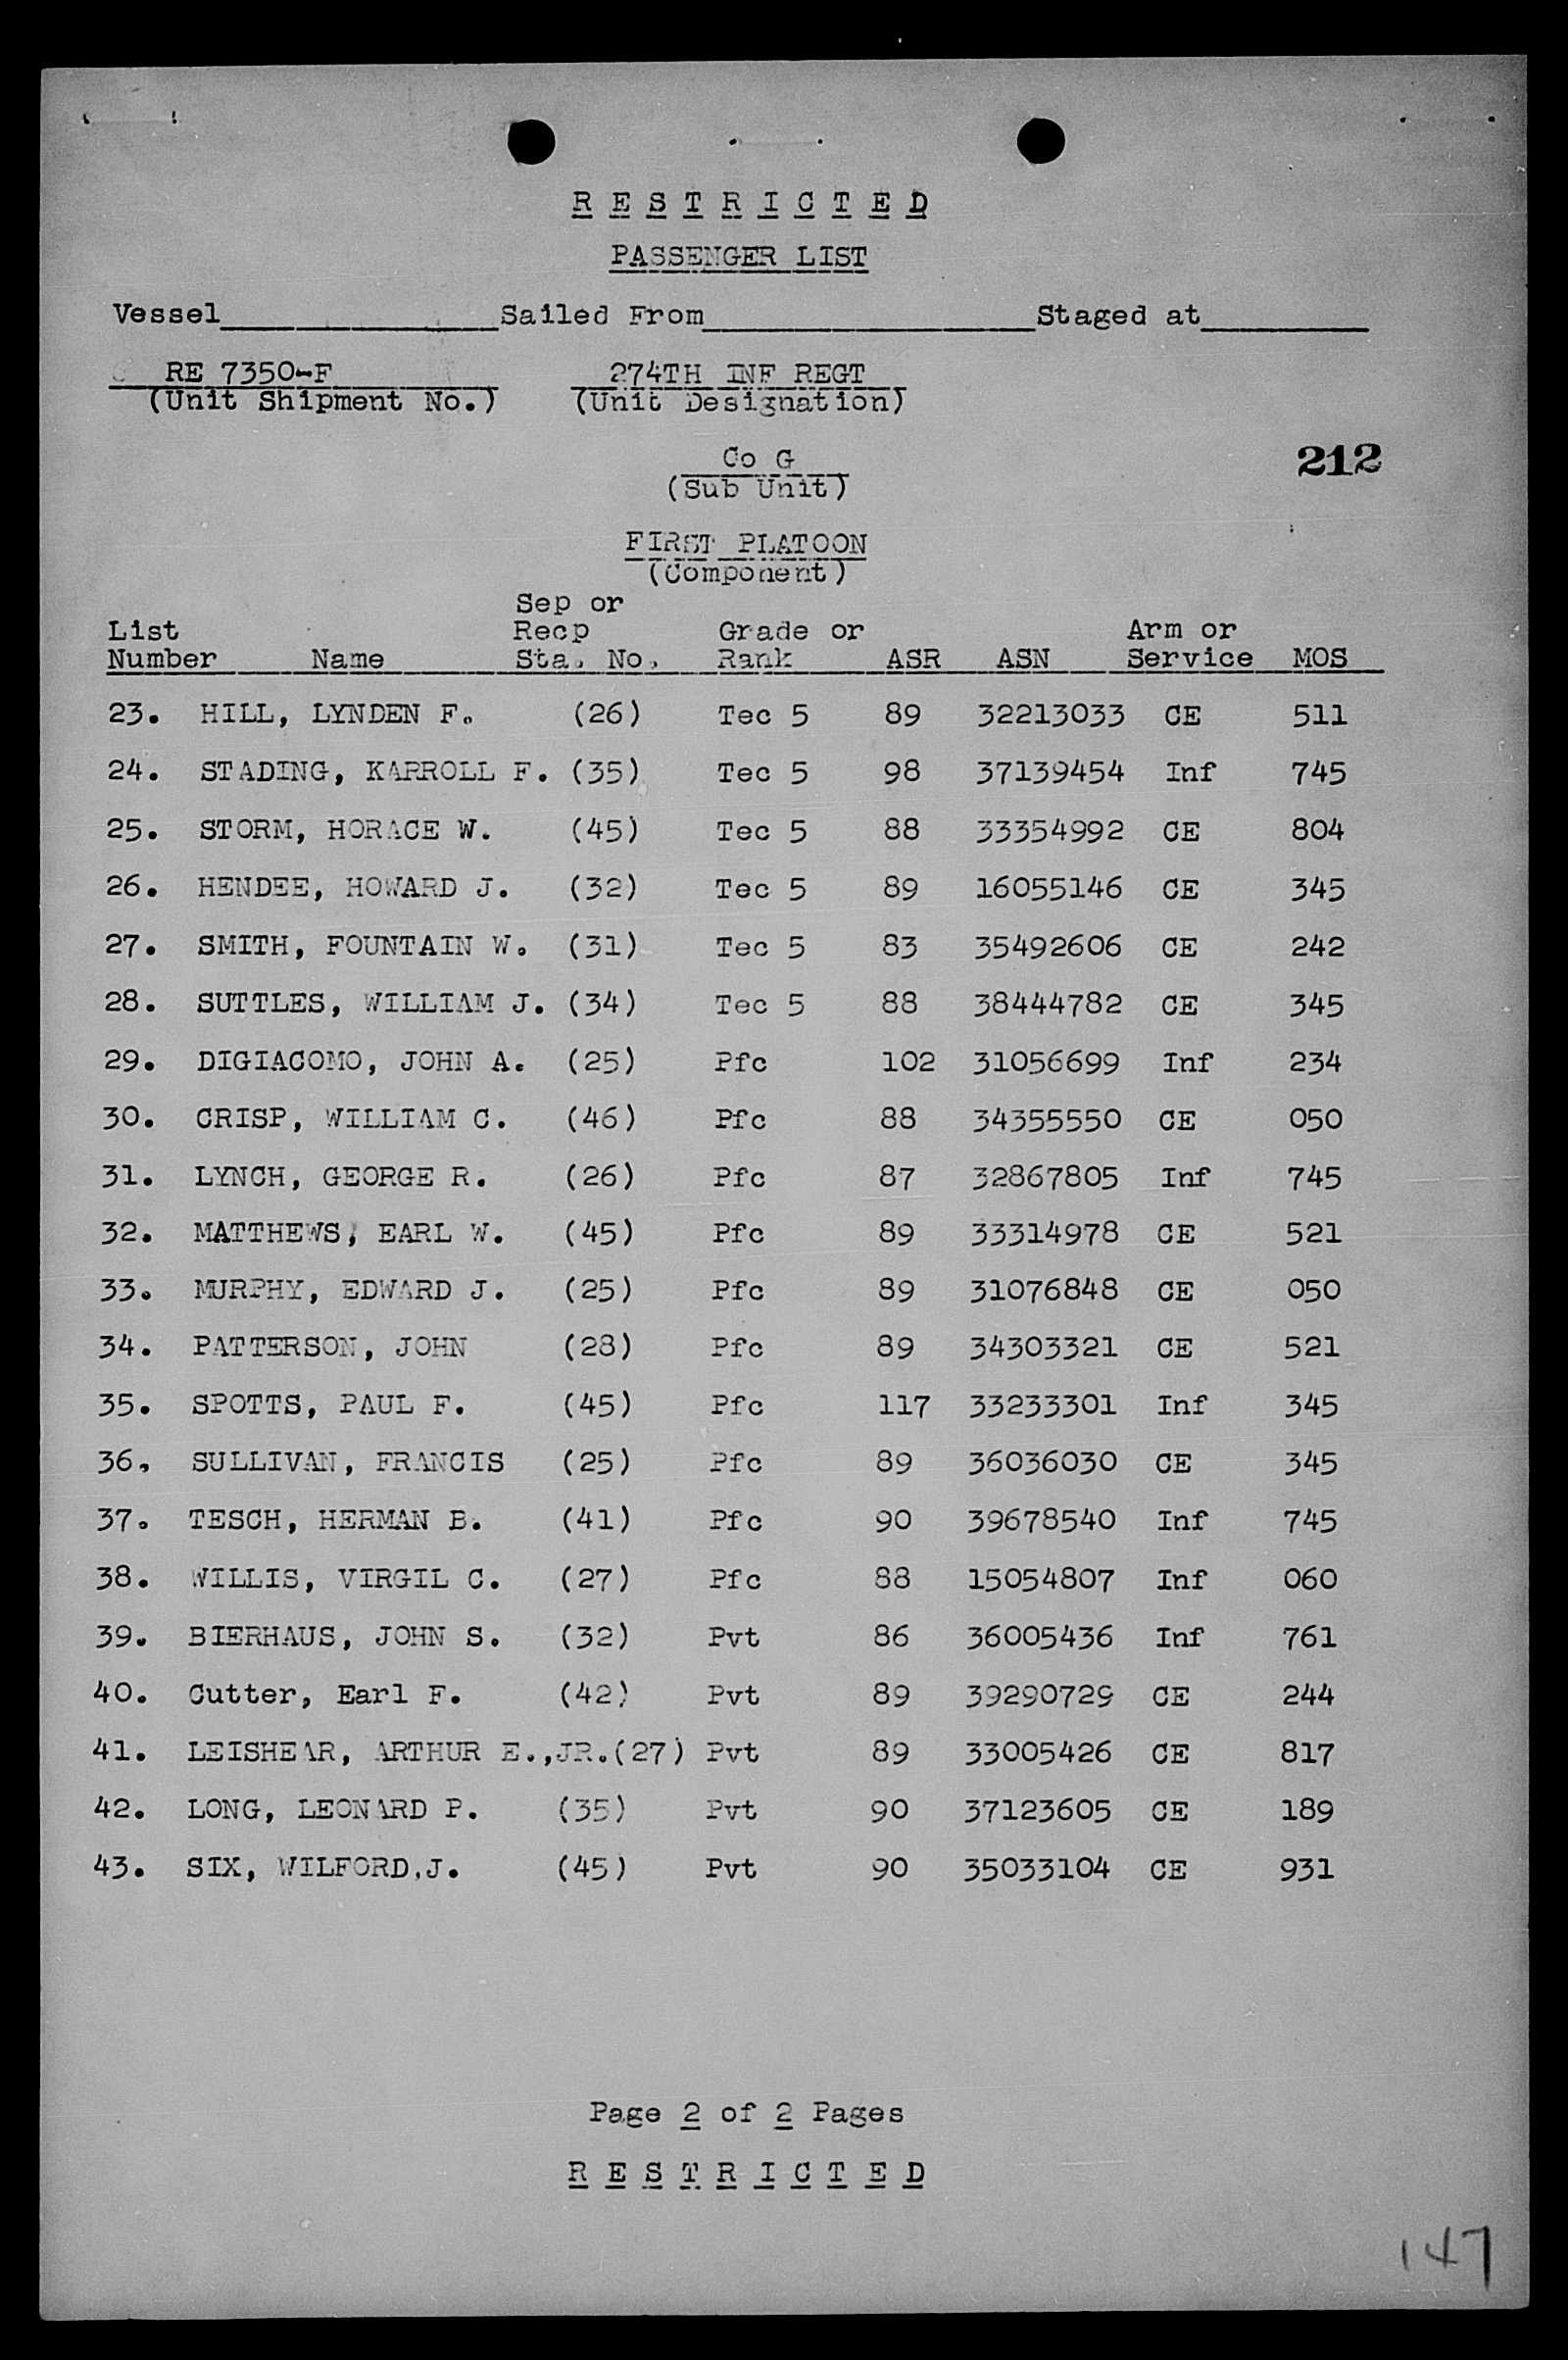 RESTRICTED
PASSENGER LIST
Vessel Sailed From Staged at
RE 7350-F 274TH INF REGT
(Unit Shipment No.) (Unit Designation)
Co G
212
(Sub Unit)
FIRST PLATOON
(Component)
Sep or
List Recp Grade or Arm or
Number Name Sta. No. Rank ASR ASN Service MOS
23. HILL, LYNDEN F. (26) Tec 5 89 32213033 CE 511
24. STADING, KARROLL F. (35) Tec 5 98 37139454 Inf 745
25. STORM, HORACE W. (45) Tec 5 88 33354992 CE 804
26. HENDEE, HOWARD J. (32) Tec 5 89 16055146 CE 345
27. SMITH, FOUNTAIN W. (31) Tec 5 83 35492606 CE 242
28. SUTTLES, WILLIAM J. (34) Tec 5 88 38444782 CE 345
29. DIGIACOMO, JOHN A. (25) Pfc 102 31056699 Inf 234
30. CRISP, WILLIAM C. (46) Pfc 88 34355550 CE 050
31. LYNCH, GEORGE R. (26) Pfc 87 32867805 Inf 745
32. MATTHEWS, EARL W. (45) Pfc 89 33314978 CE 521
33. MURPHY, EDWARD J. (25) Pfc 89 31076848 CE 050
34. PATTERSON, JOHN (28) Pfc 89 34303321 CE 521
35. SPOTTS, PAUL F. (45) Pfc 117 33233301 Inf 345
36, SULLIVAN, FRANCIS (25) Pfc 89 36036030 CE 345
37. TESCH, HERMAN B. (41) Pfc 90 39678540 Inf 745
38. WILLIS, VIRGIL C. (27) Pfc 88 15054807 Inf 060
39. BIERHAUS, JOHN S. (32) Pvt 86 36005436 Inf 761
40. Cutter, Earl F. (42) Pvt 89 39290729 CE 244
41. LEISHEAR, ARTHUR E.,JR.(27) Pvt 89 33005426 CE 817
42. LONG, LEONARD P. (35) Pvt 90 37123605 CE 189
43. SIX, WILFORD,J. (45) Pvt 90 35033104 CE 931
Page 2 of 2 Pages
RESTRICTED
147